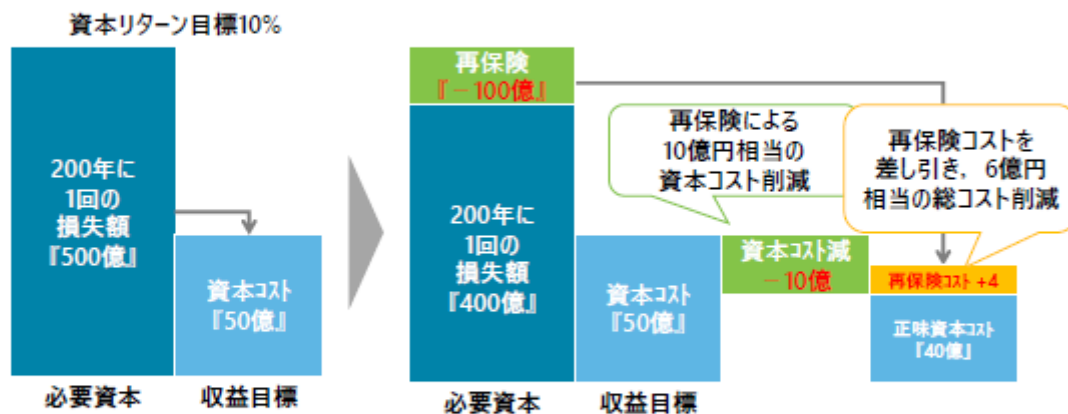 資本リターン目標10%
200年に
1回の
損失額
『500億』
資本コスト
『50億』
必要資本
収益目標
再保険
『－100億』
200年に
1回の
損失額
『400億』
資本コスト
『50億』
再保険による
10億円相当の
資本コスト削減
資本コスト減
－10億
再保険コストを
差し引き，6億円
相当の総コスト削減
再保険コスト +4
正味資本コスト
『40億』
必要資本
収益目標